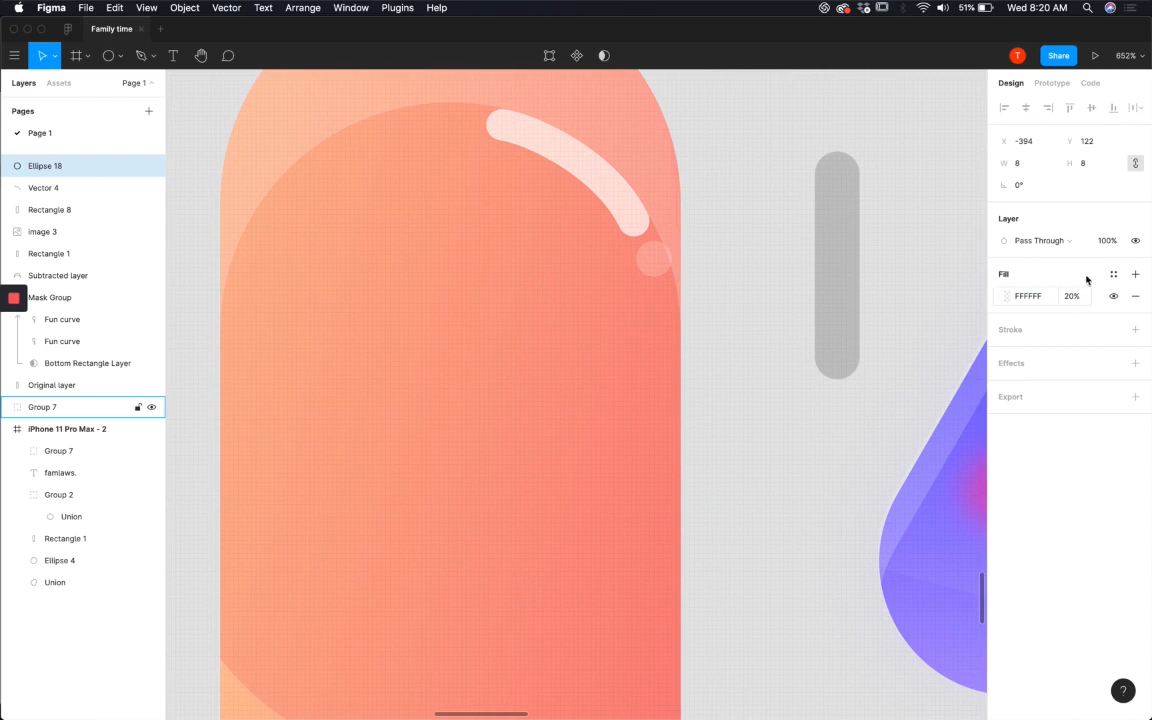 Figma File Edit View Object Vector Text Arrange Window Plugins Help 51% Wed 8:20 AM
Family time
T Share 652%
Layers Assets Page 1
Design Prototype Code
Pages
Page 1
X -394 Y 122
W 8 H 8
0°
Ellipse 18
Vector 4
Rectangle 8
image 3
Rectangle 1
Subtracted layer
Mask Group
Fun curve
Fun curve
Bottom Rectangle Layer
Original layer
Group 7
iPhone 11 Pro Max - 2
Group 7
famlaws.
Group 2
Union
Rectangle 1
Ellipse 4
Union
Layer
Pass Through 100%
Fill
FFFFFF 20%
Stroke
Effects
Export
?